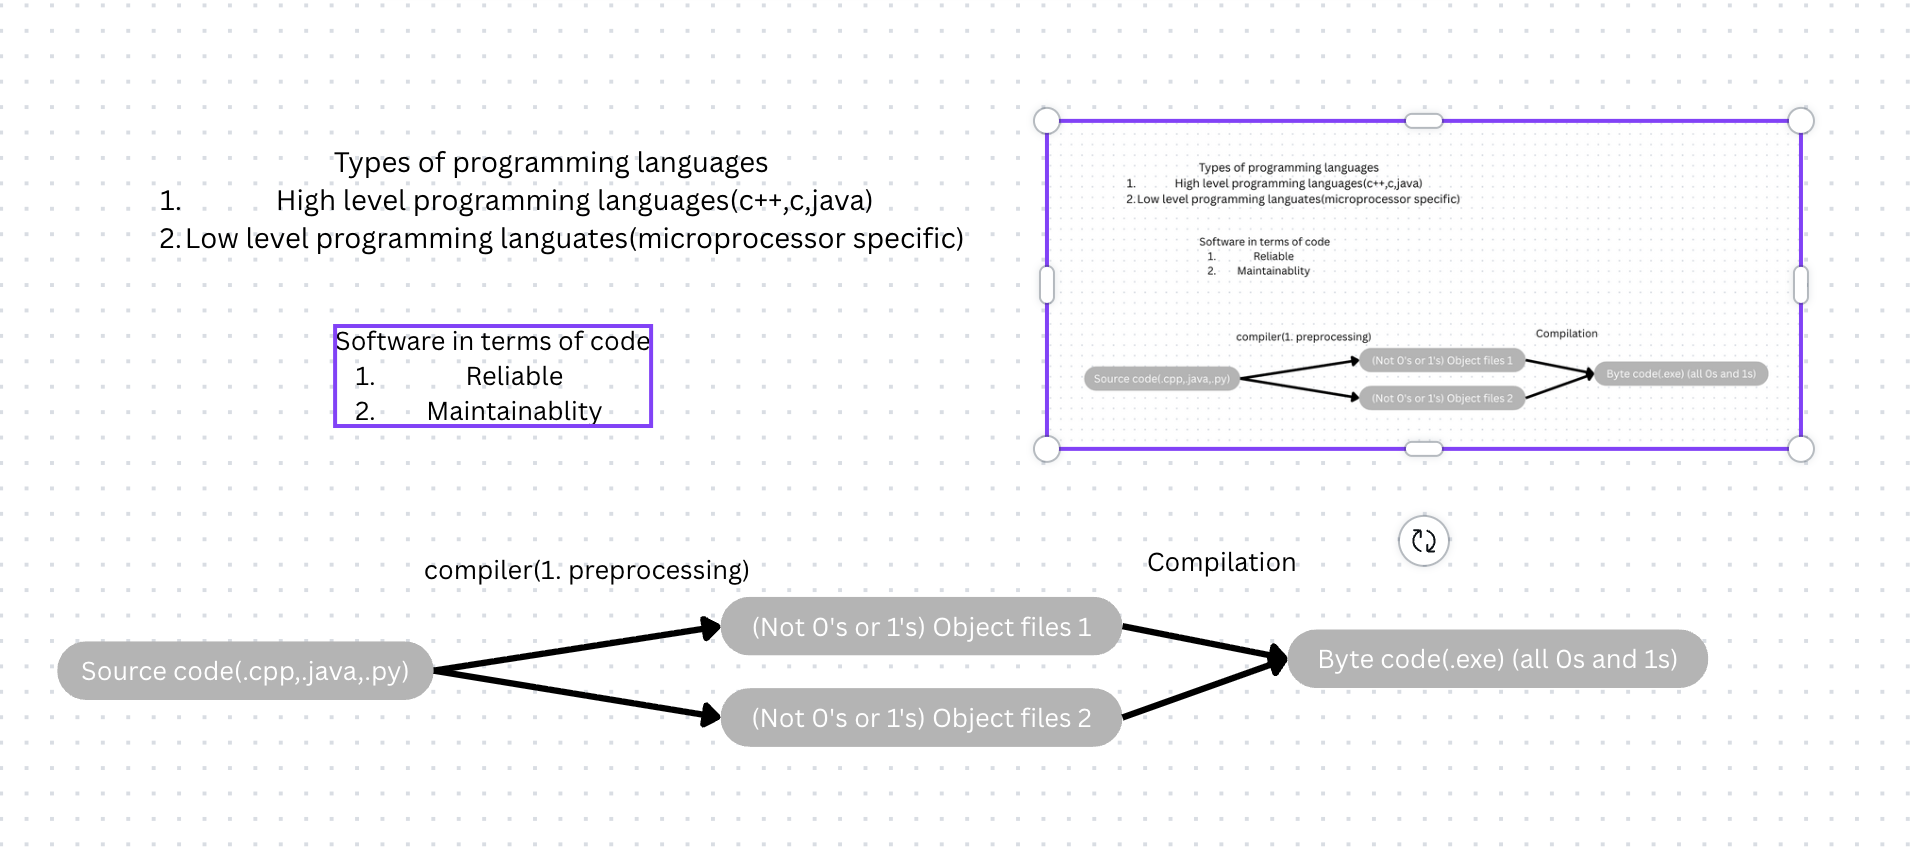 Types of programming languages
1. High level programming languages(c++,c,java)
2. Low level programming languates(microprocessor specific)
Software in terms of code
1. Reliable
2. Maintainablity
Types of programming languages
1. High level programming languages(c++,c,java)
2. Low level programming languates(microprocessor specific)
Software in terms of code
1. Reliable
2. Maintainablity
compiler(1. preprocessing)
Compilation
(Not 0's or 1's) Object files 1
Source code(.cpp,.java,.py)
Byte code(.exe) (all 0s and 1s)
(Not 0's or 1's) Object files 2
compiler(1. preprocessing)
Compilation
(Not 0's or 1's) Object files 1
Source code(.cpp,.java,.py)
Byte code(.exe) (all 0s and 1s)
(Not 0's or 1's) Object files 2